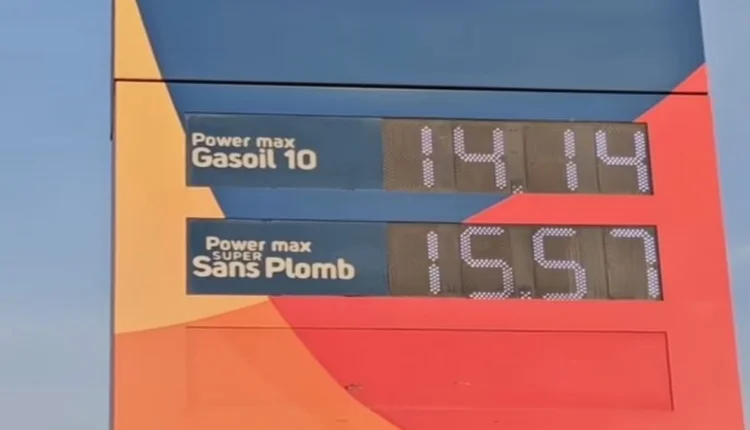 Power max
Gasoil 10
14.14
Power max
SUPER
Sans Plomb
15.57